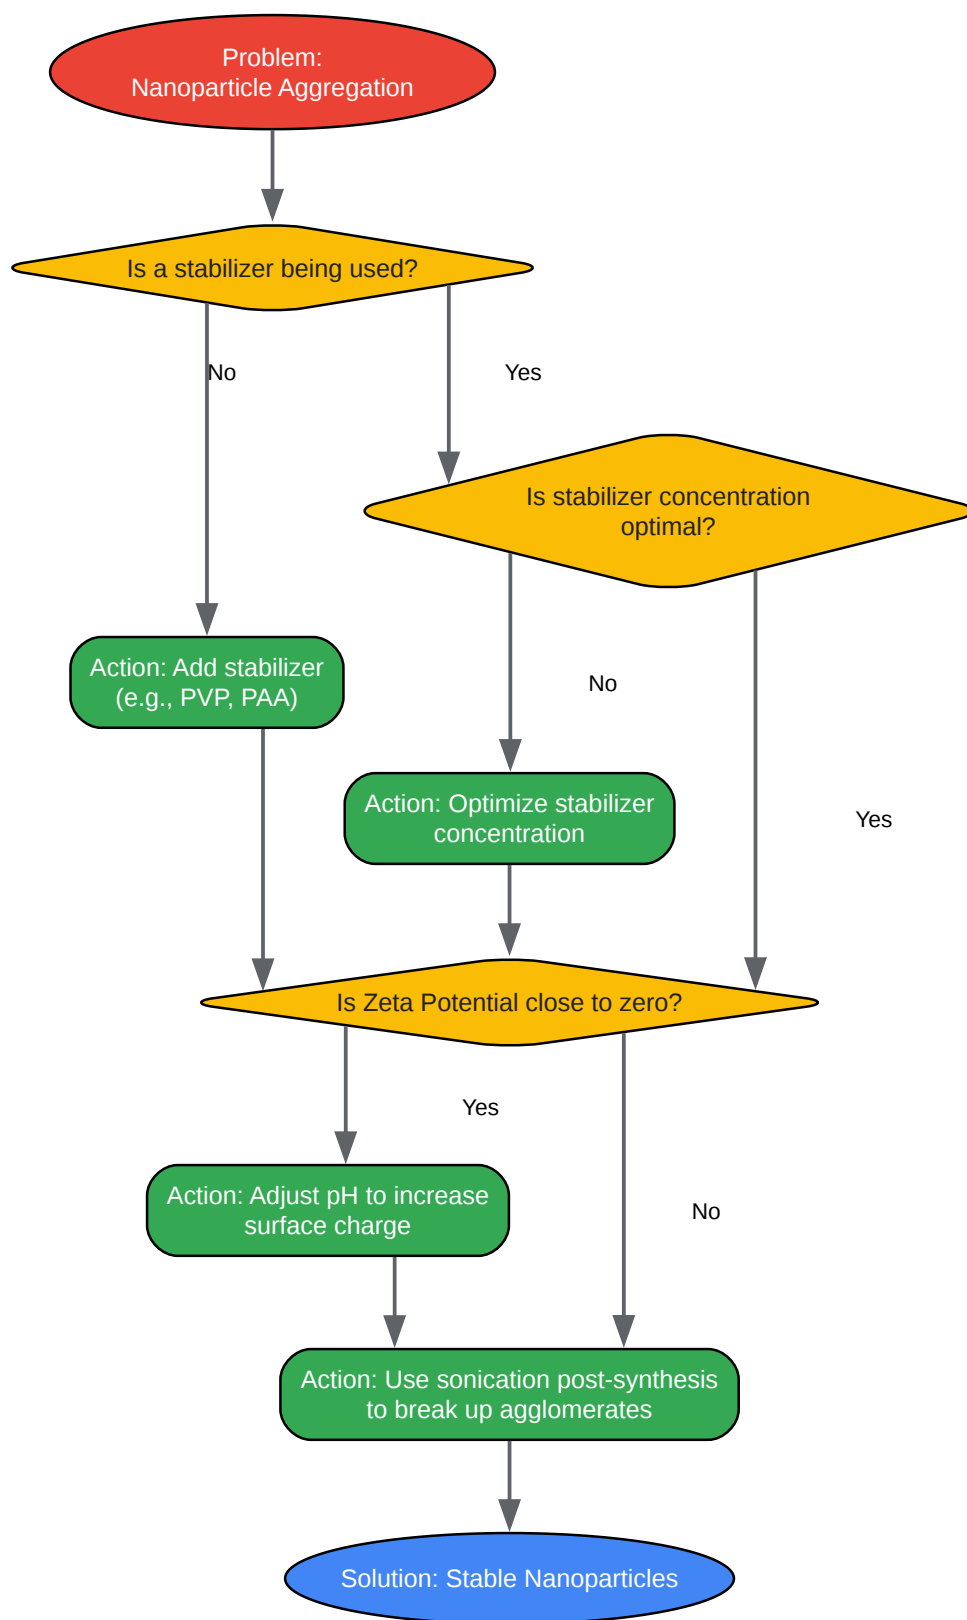 Problem:
Nanoparticle Aggregation
Is a stabilizer being used?
No
Yes
Is stabilizer concentration
optimal?
Action: Add stabilizer
(e.g., PVP, PAA)
No
Action: Optimize stabilizer
concentration
Yes
Is Zeta Potential close to zero?
Yes
Action: Adjust pH to increase
surface charge
No
Action: Use sonication post-synthesis
to break up agglomerates
Solution: Stable Nanoparticles